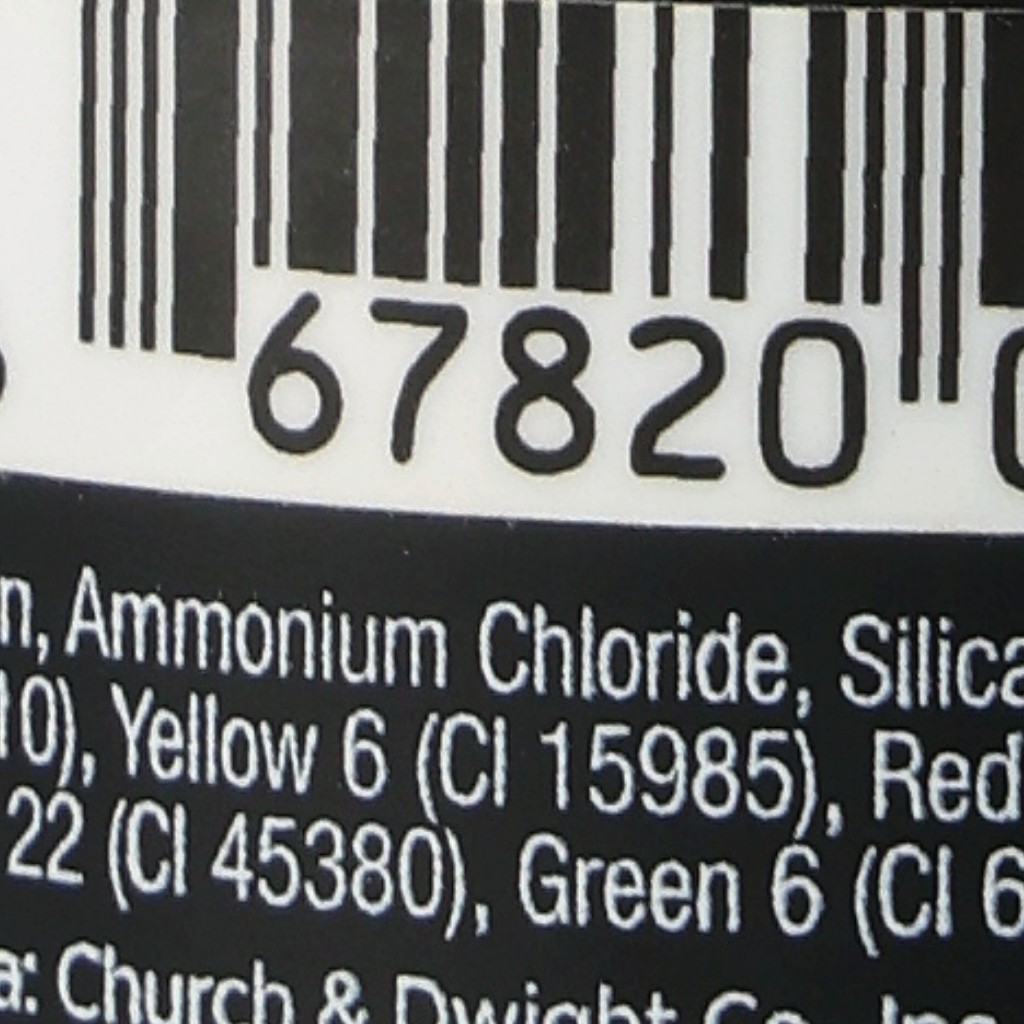 67820
Ammonium Chloride, Silica
10), Yellow 6 (CI 15985), Red
22 (CI 45380), Green 6 (CI 6
a: Church & Dwight Co., Inc.